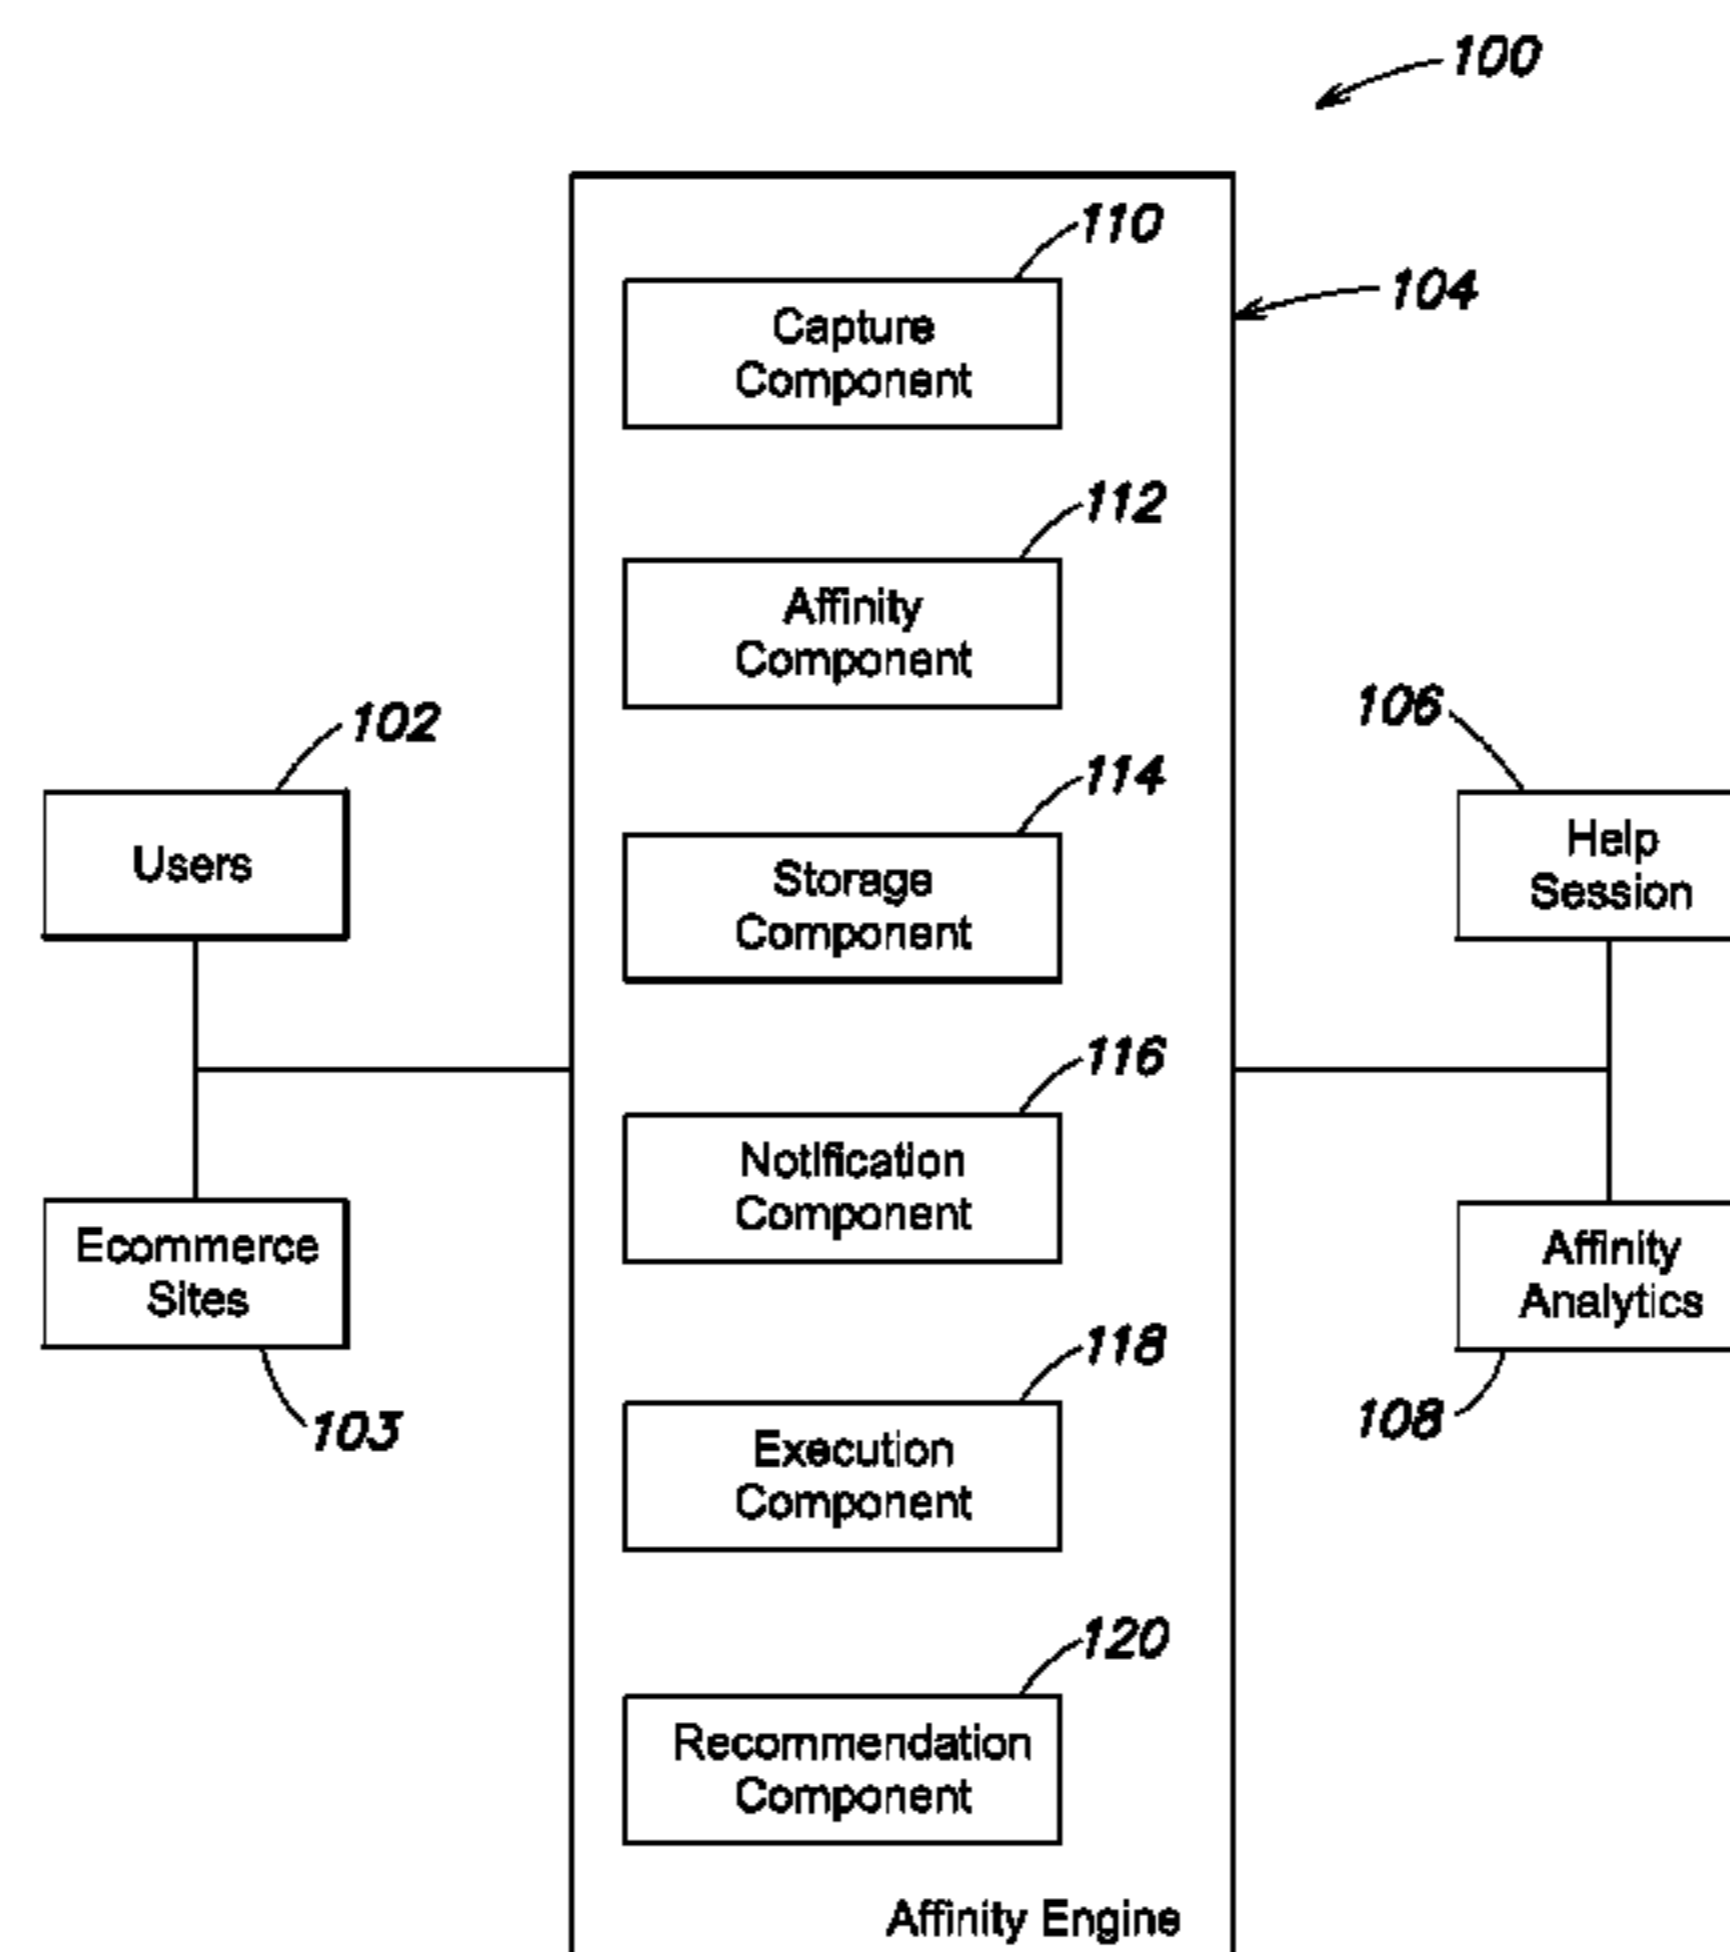 100
110
104
Capture
Component
112
Affinity
Component
102
106
114
Users
Help
Session
Storage
Component
116
Notification
Component
Ecommerce
Sites
Affinity
Analytics
118
103
108
Execution
Component
120
Recommendation
Component
Affinity Engine